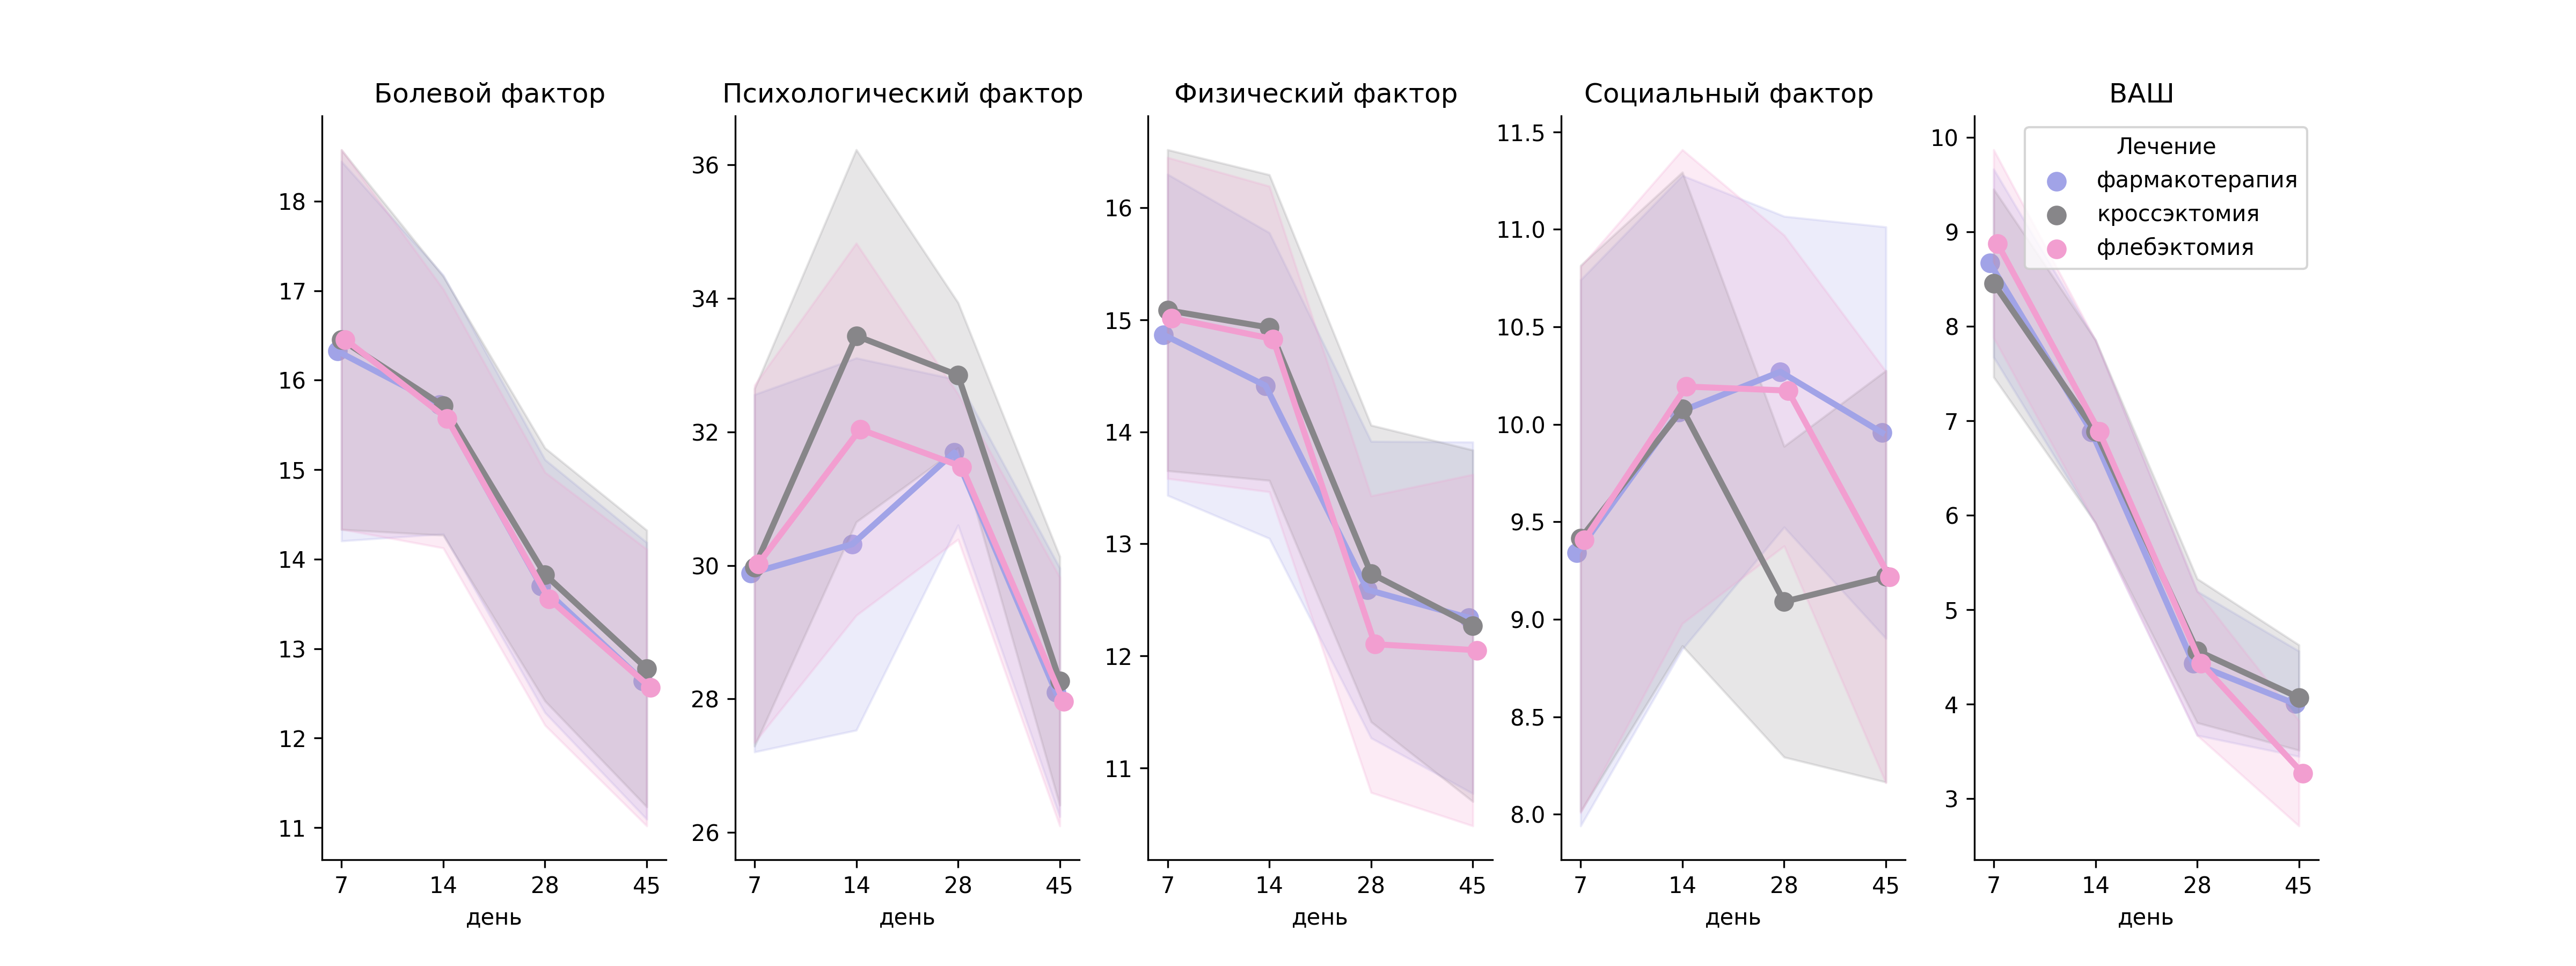 Болевой фактор
18
17
16
15
14
13
12
11
7 14 28 45
день
Психологический фактор
36
34
32
30
28
26
7 14 28 45
день
Физический фактор
16
15
14
13
12
11
7 14 28 45
день
Социальный фактор
11.5
11.0
10.5
10.0
9.5
9.0
8.5
8.0
7 14 28 45
день
ВАШ
10
9
8
7
6
5
4
3
7 14 28 45
день
Лечение
фармакотерапия
кроссэктомия
флебэктомия